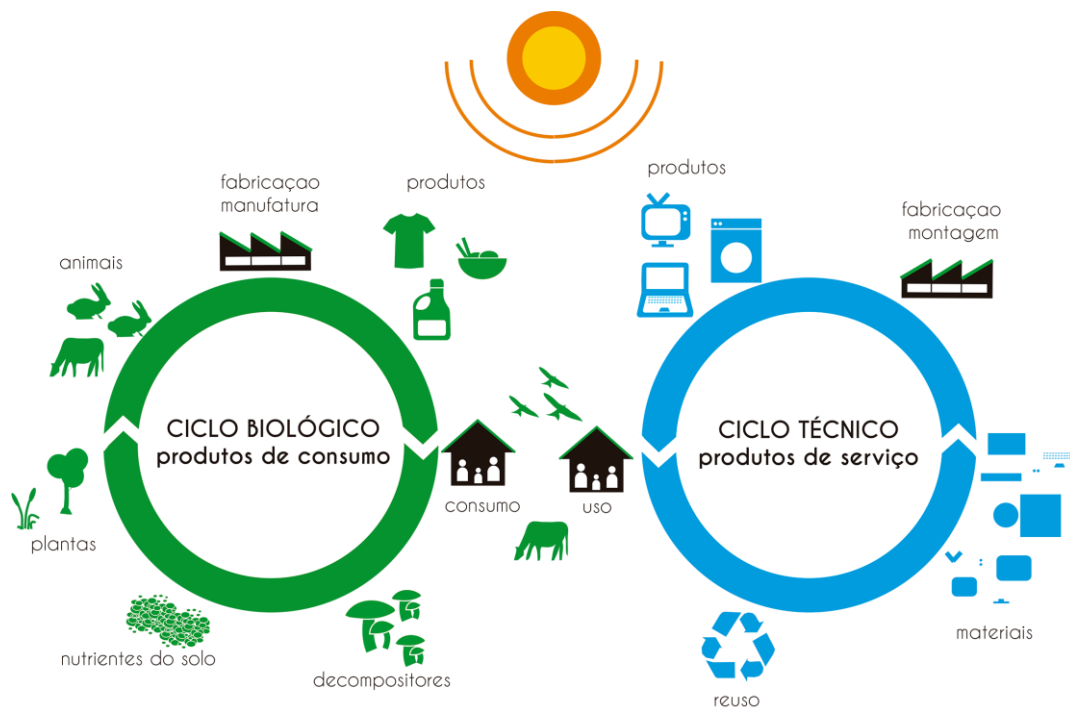 fabricaçao
manufatura
produtos
animais
CICLO BIOLÓGICO
produtos de consumo
consumo
plantas
nutrientes do solo
decompositores
produtos
fabricaçao
montagem
CICLO TÉCNICO
produtos de serviço
uso
materiais
reuso